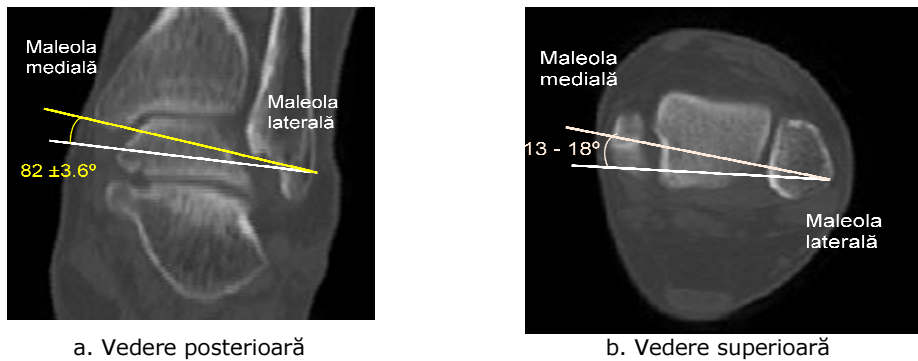 Maleola
medială
Maleola
laterală
82 ±3.6º
a. Vedere posterioară
Maleola
medială
13 - 18º
Maleola
laterală
b. Vedere superioară